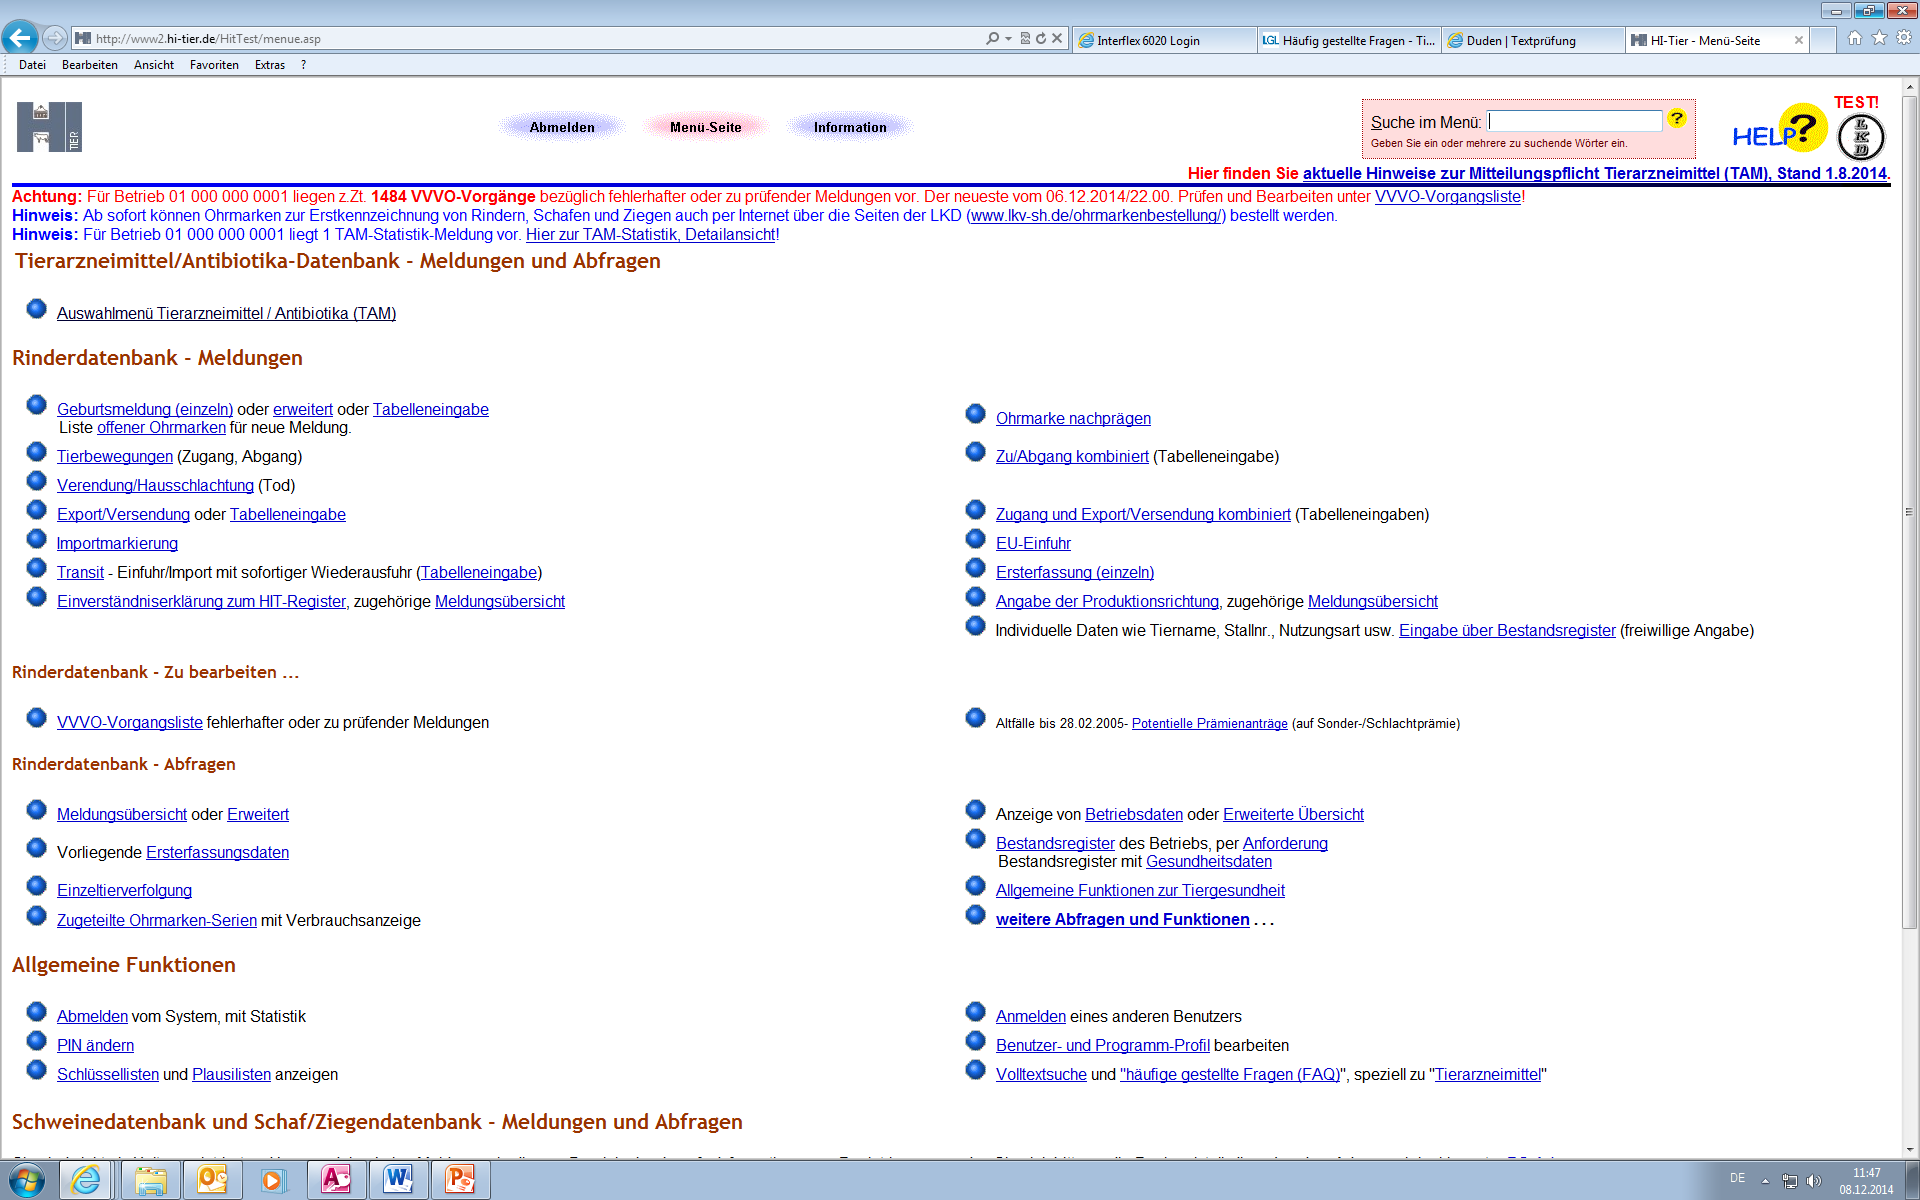 http://www2.hi-tier.de/HitTest/menue.asp
Interflex 6020 Login
Häufig gestellte Fragen - Ti...
Duden | Textprüfung
HI-Tier - Menü-Seite
Datei Bearbeiten Ansicht Favoriten Extras ?
HI TIER
Abmelden Menü-Seite Information
Suche im Menü: ?
Geben Sie ein oder mehrere zu suchende Wörter ein.
HELP?
TEST!
LKD
Hier finden Sie aktuelle Hinweise zur Mitteilungspflicht Tierarzneimittel (TAM), Stand 1.8.2014.
Achtung: Für Betrieb 01 000 000 0001 liegen z.Zt. 1484 VVVO-Vorgänge bezüglich fehlerhafter oder zu prüfender Meldungen vor. Der neueste vom 06.12.2014/22.00. Prüfen und Bearbeiten unter VVVO-Vorgangsliste!
Hinweis: Ab sofort können Ohrmarken zur Erstkennzeichnung von Rindern, Schafen und Ziegen auch per Internet über die Seiten der LKD (www.lkv-sh.de/ohrmarkenbestellung/) bestellt werden.
Hinweis: Für Betrieb 01 000 000 0001 liegt 1 TAM-Statistik-Meldung vor. Hier zur TAM-Statistik, Detailansicht!
Tierarzneimittel/Antibiotika-Datenbank - Meldungen und Abfragen
Auswahlmenü Tierarzneimittel / Antibiotika (TAM)
Rinderdatenbank - Meldungen
Geburtsmeldung (einzeln) oder erweitert oder Tabelleneingabe
Liste offener Ohrmarken für neue Meldung.
Ohrmarke nachprägen
Tierbewegungen (Zugang, Abgang)
Zu/Abgang kombiniert (Tabelleneingabe)
Verendung/Hausschlachtung (Tod)
Export/Versendung oder Tabelleneingabe
Zugang und Export/Versendung kombiniert (Tabelleneingaben)
Importmarkierung
EU-Einfuhr
Transit - Einfuhr/Import mit sofortiger Wiederausfuhr (Tabelleneingabe)
Ersterfassung (einzeln)
Einverständniserklärung zum HIT-Register, zugehörige Meldungsübersicht
Angabe der Produktionsrichtung, zugehörige Meldungsübersicht
Individuelle Daten wie Tiername, Stallnr., Nutzungsart usw. Eingabe über Bestandsregister (freiwillige Angabe)
Rinderdatenbank - Zu bearbeiten ...
VVVO-Vorgangsliste fehlerhafter oder zu prüfender Meldungen
Altfälle bis 28.02.2005- Potentielle Prämienanträge (auf Sonder-/Schlachtprämie)
Rinderdatenbank - Abfragen
Meldungsübersicht oder Erweitert
Anzeige von Betriebsdaten oder Erweiterte Übersicht
Vorliegende Ersterfassungsdaten
Bestandsregister des Betriebs, per Anforderung
Bestandsregister mit Gesundheitsdaten
Einzeltierverfolgung
Allgemeine Funktionen zur Tiergesundheit
Zugeteilte Ohrmarken-Serien mit Verbrauchsanzeige
weitere Abfragen und Funktionen . . .
Allgemeine Funktionen
Abmelden vom System, mit Statistik
Anmelden eines anderen Benutzers
PIN ändern
Benutzer- und Programm-Profil bearbeiten
Schlüssellisten und Plausilisten anzeigen
Volltextsuche und "häufige gestellte Fragen (FAQ)", speziell zu "Tierarzneimittel"
Schweinedatenbank und Schaf/Ziegendatenbank - Meldungen und Abfragen
DE
11:47
08.12.2014